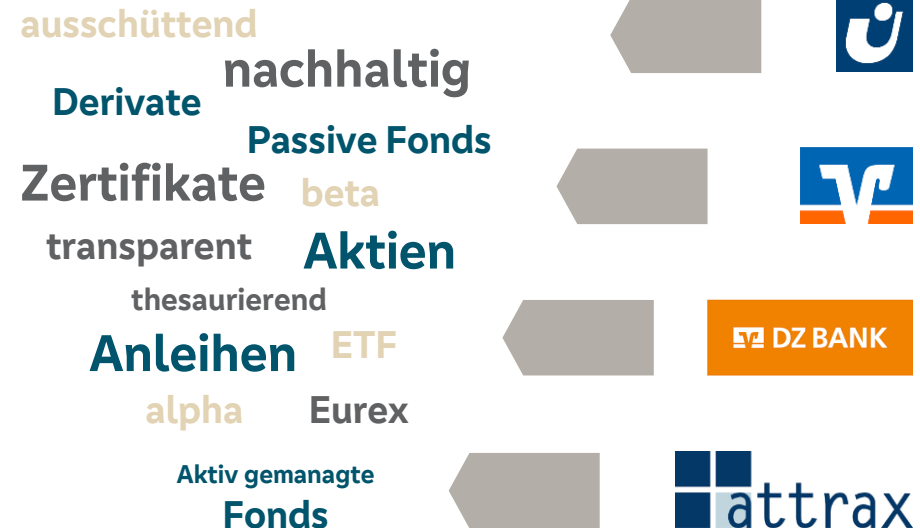 ausschüttend
nachhaltig
Derivate
Passive Fonds
Zertifikate
beta
transparent
Aktien
thesaurierend
Anleihen
ETF
DZ BANK
alpha
Eurex
Aktiv gemanagte
Fonds
attrax